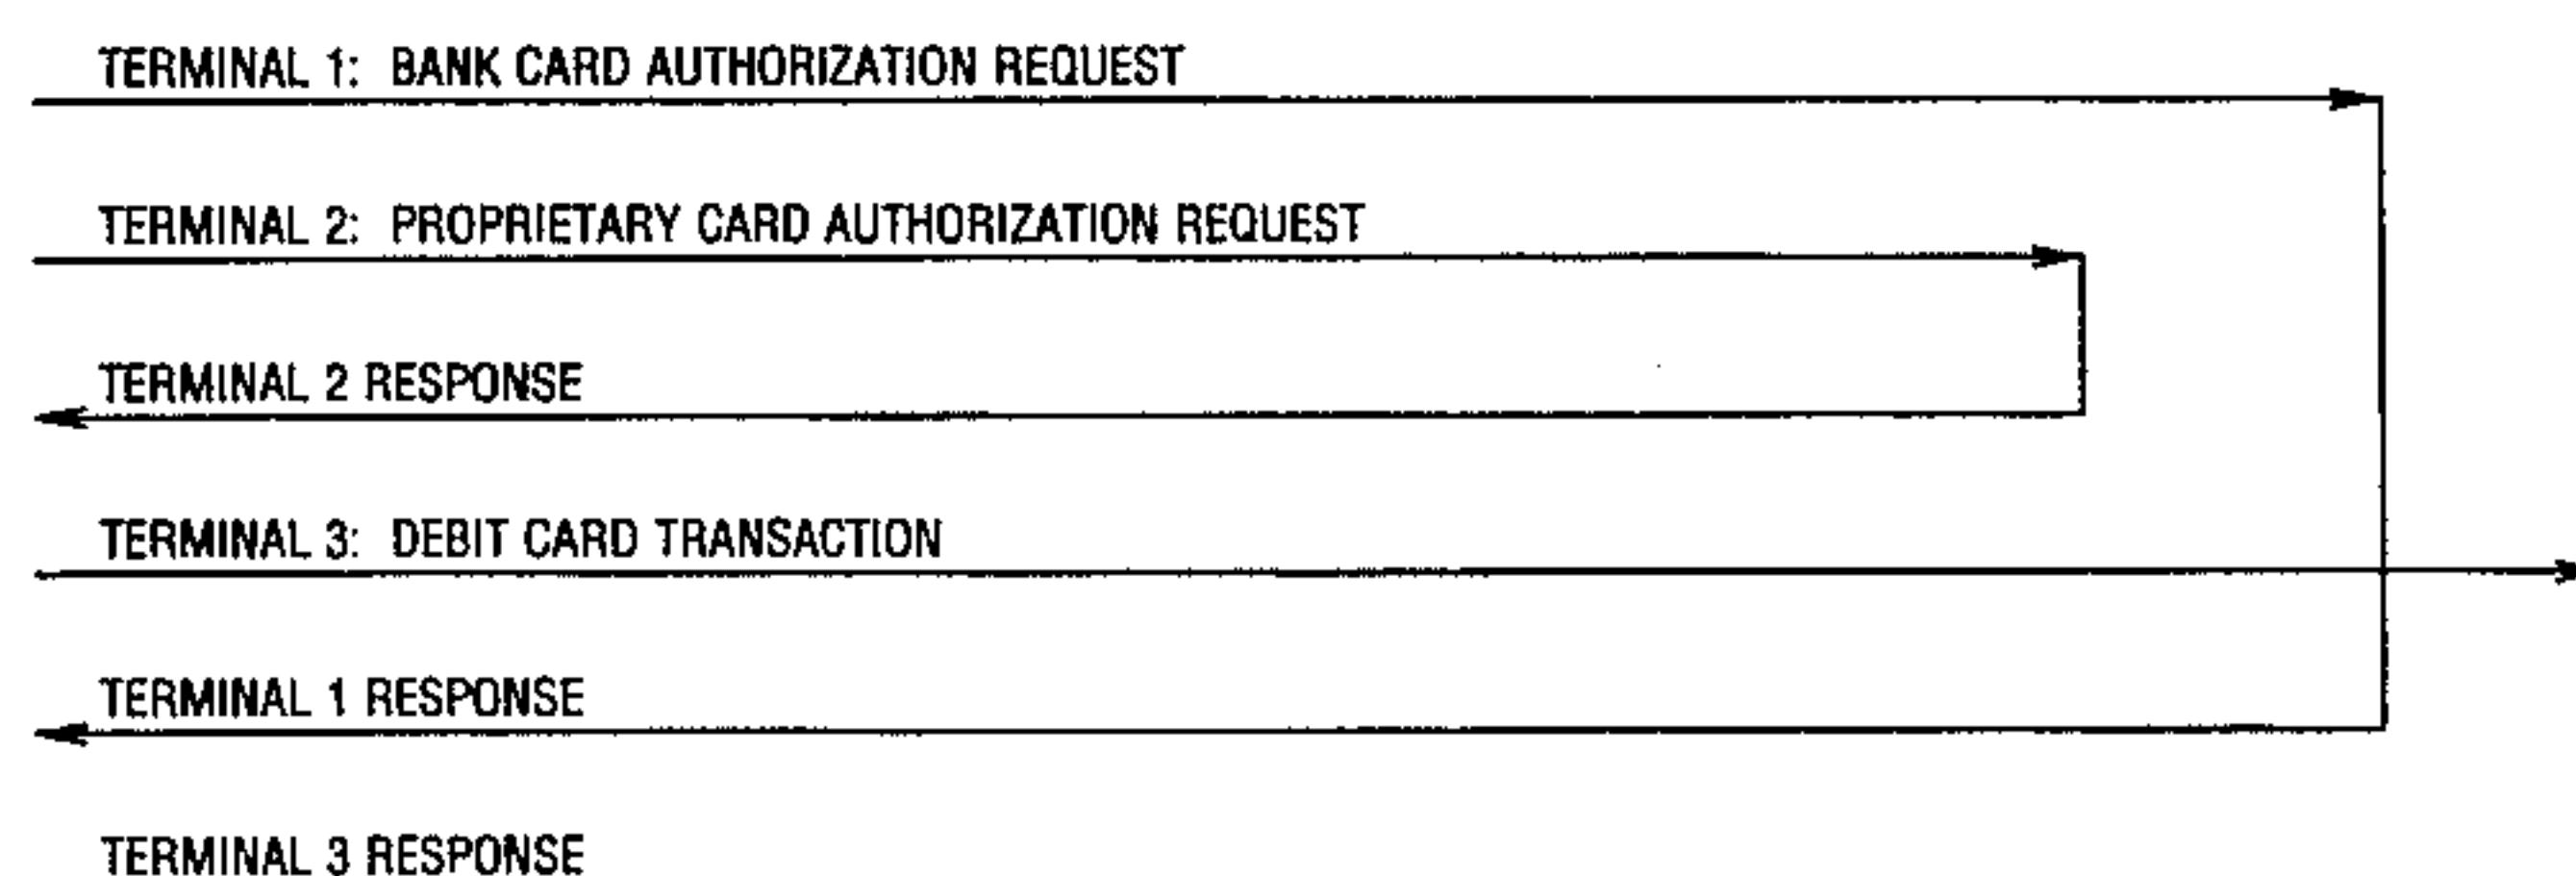 TERMINAL 1: BANK CARD AUTHORIZATION REQUEST
TERMINAL 2: PROPRIETARY CARD AUTHORIZATION REQUEST
TERMINAL 2 RESPONSE
TERMINAL 3: DEBIT CARD TRANSACTION
TERMINAL 1 RESPONSE
TERMINAL 3 RESPONSE